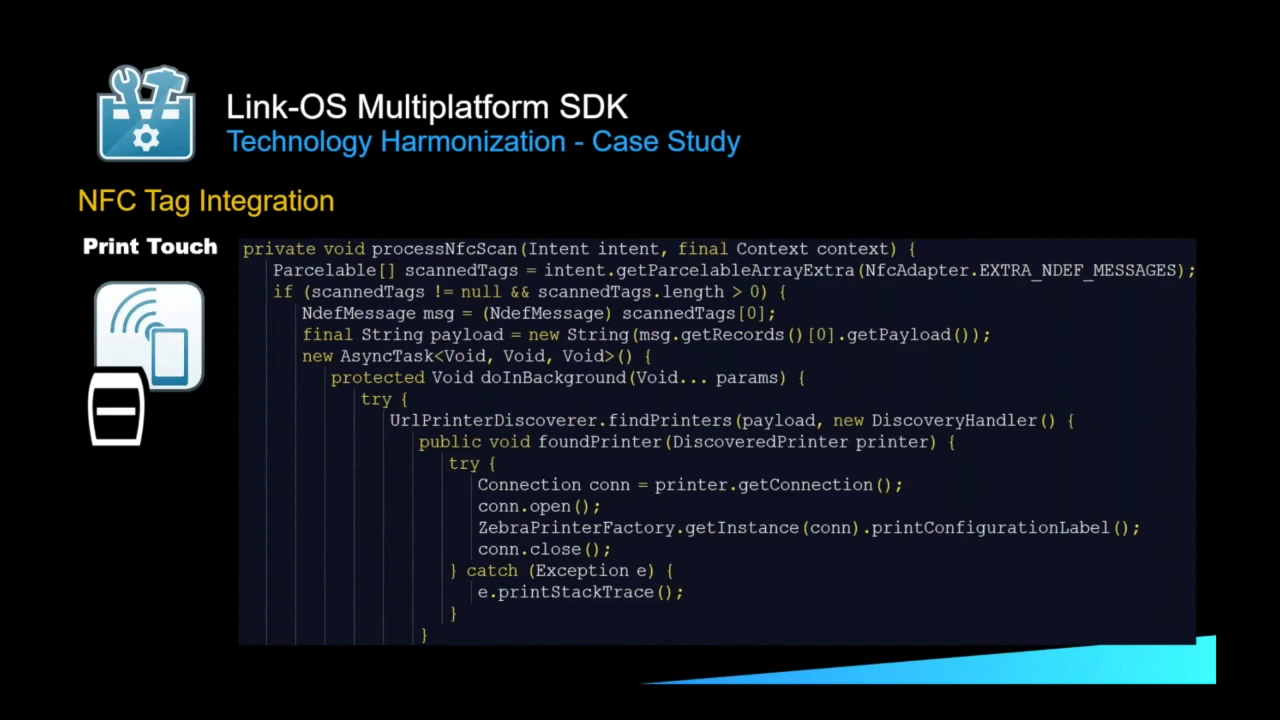 Link-OS Multiplatform SDK
Technology Harmonization - Case Study
NFC Tag Integration
Print Touch
private void processNfcScan(Intent intent, final Context context) {
Parcelable[] scannedTags = intent.getParcelableArrayExtra(NfcAdapter.EXTRA_NDEF_MESSAGES);
if (scannedTags != null && scannedTags.length > 0) {
NdefMessage msg = (NdefMessage) scannedTags[0];
final String payload = new String(msg.getRecords()[0].getPayload());
new AsyncTask<Void, Void, Void>() {
protected Void doInBackground(Void... params) {
try {
UrlPrinterDiscoverer.findPrinters(payload, new DiscoveryHandler() {
public void foundPrinter(DiscoveredPrinter printer) {
try {
Connection conn = printer.getConnection();
conn.open();
ZebraPrinterFactory.getInstance(conn).printConfigurationLabel();
conn.close();
} catch (Exception e) {
e.printStackTrace();
}
}